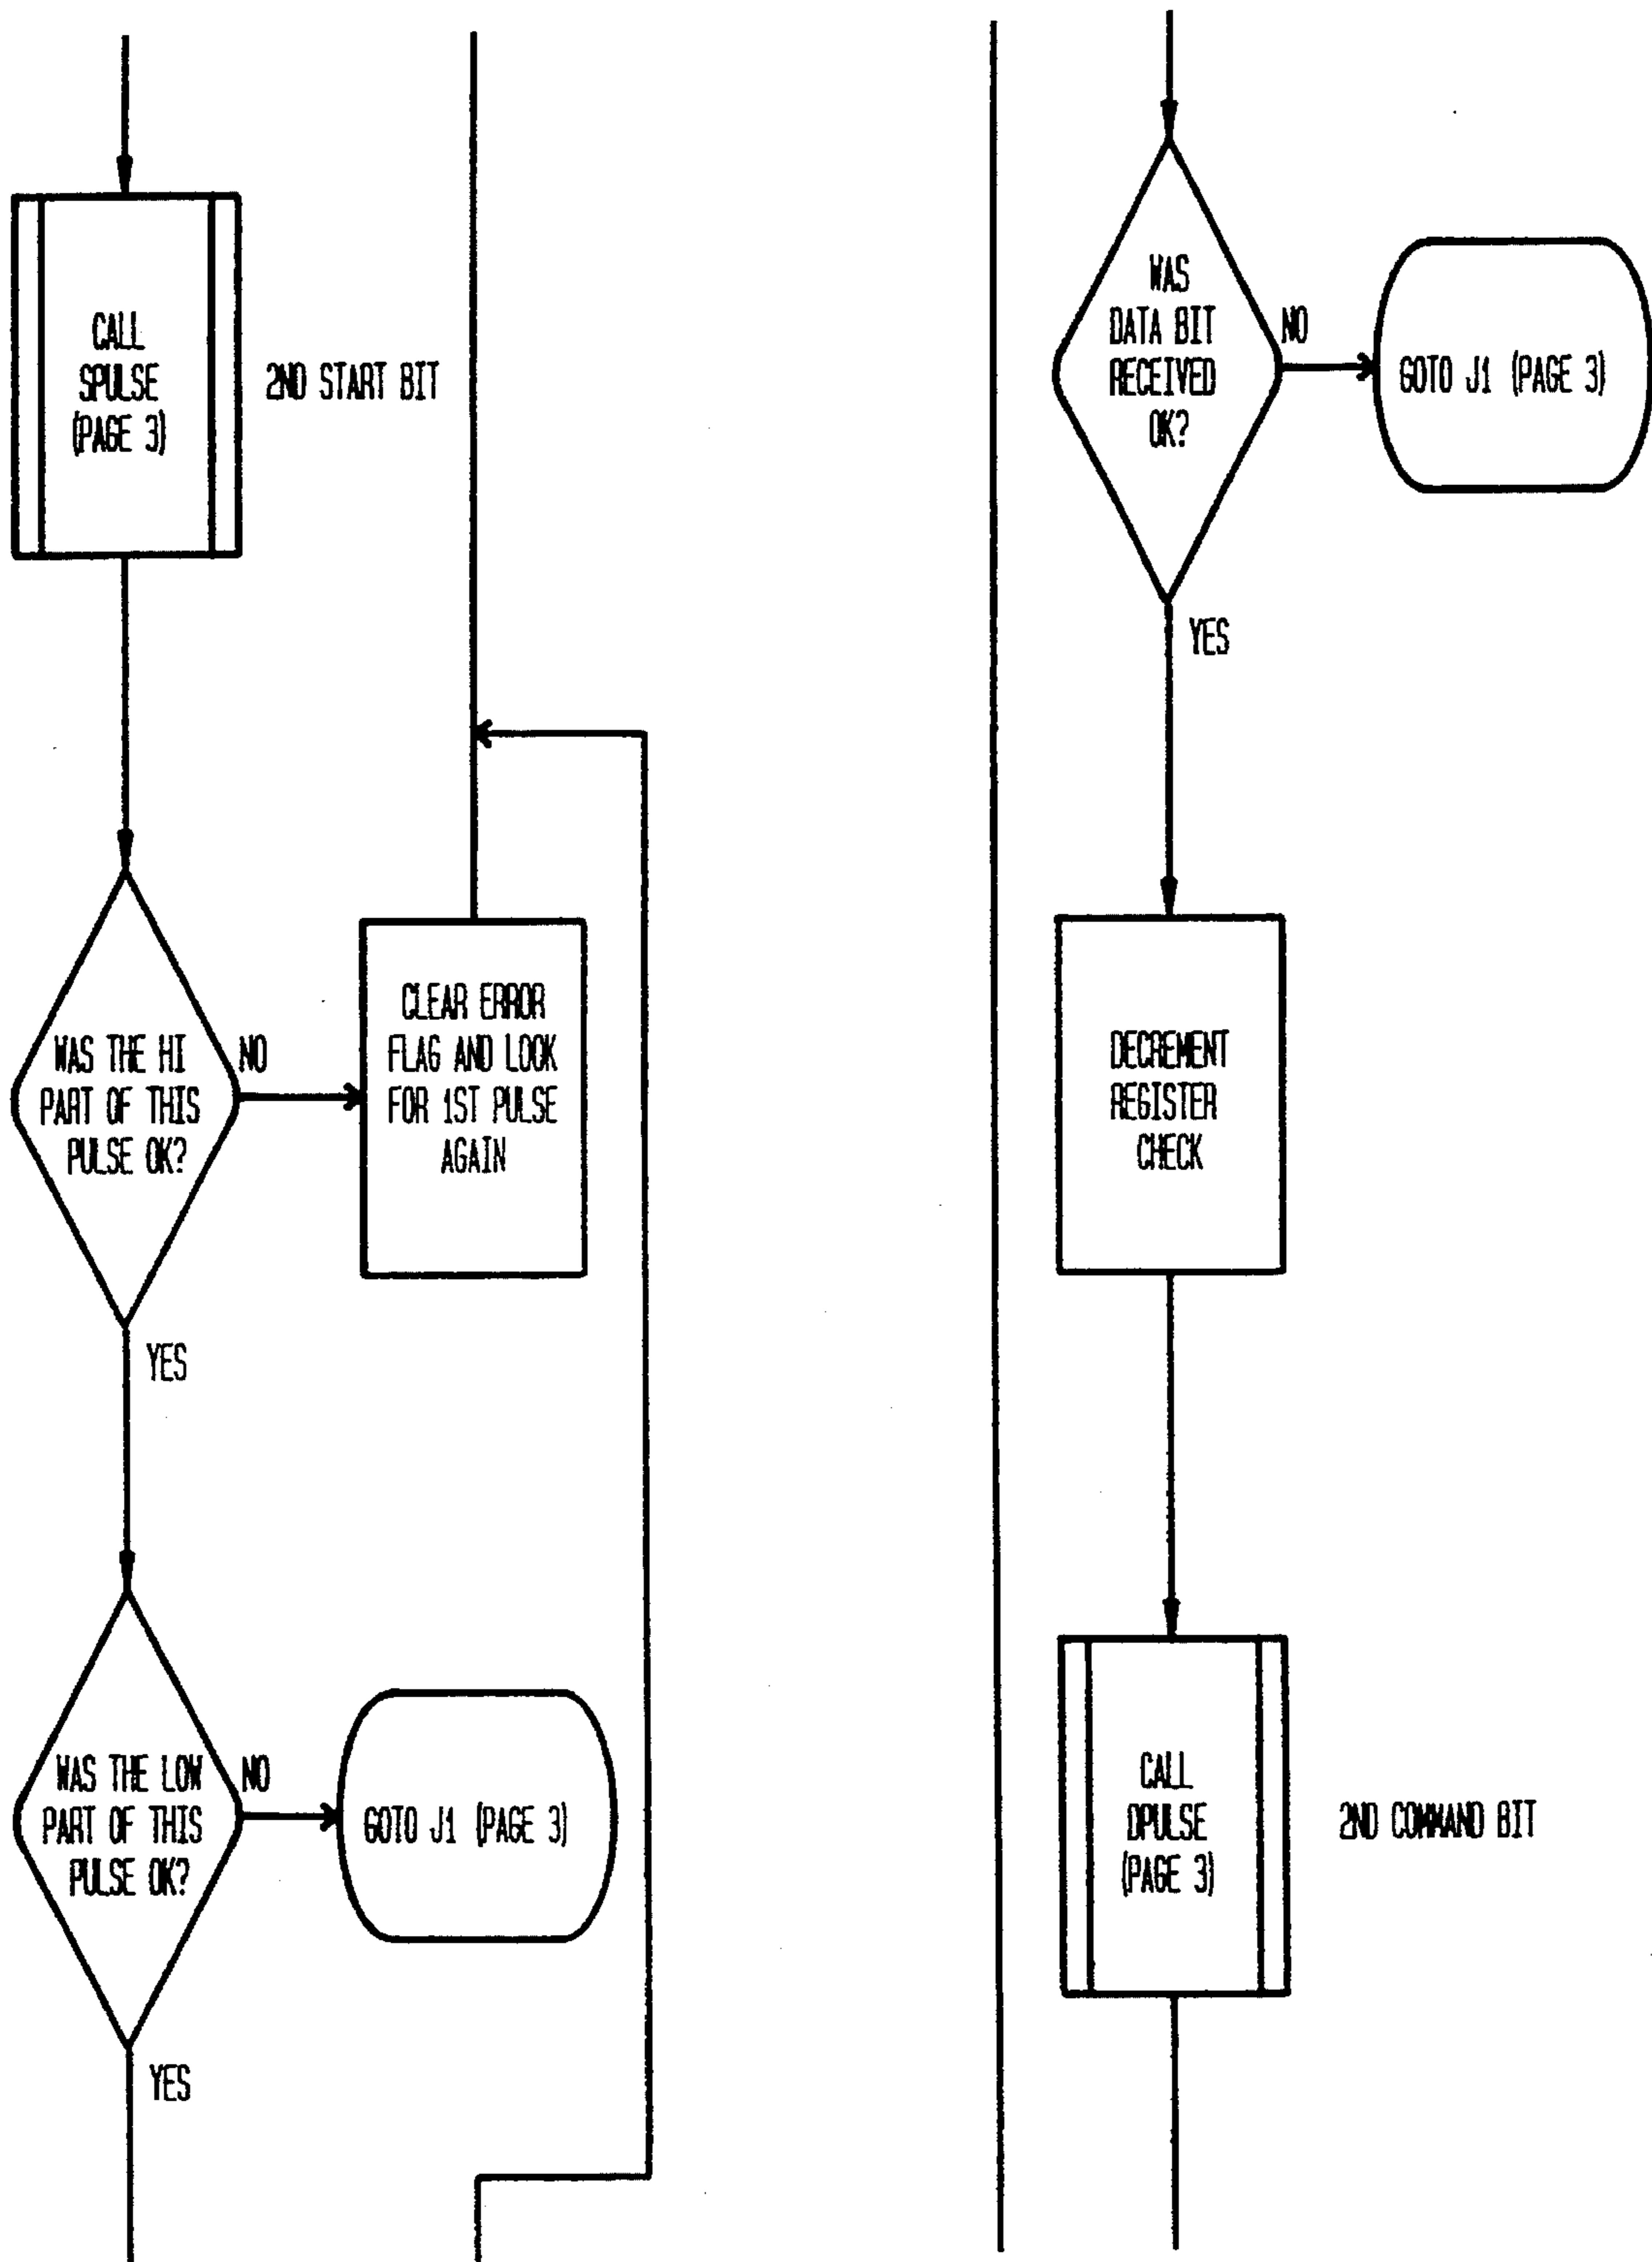 CALL
SPULSE
(PAGE 3)
2ND START BIT
WAS THE HI
PART OF THIS
PULSE OK?
NO
YES
CLEAR ERROR
FLAG AND LOOK
FOR 1ST PULSE
AGAIN
WAS THE LOW
PART OF THIS
PULSE OK?
NO
YES
GOTO J1 (PAGE 3)
WAS
DATA BIT
RECEIVED
OK?
NO
YES
GOTO J1 (PAGE 3)
DECREMENT
REGISTER
CHECK
CALL
DPULSE
(PAGE 3)
2ND COMMAND BIT